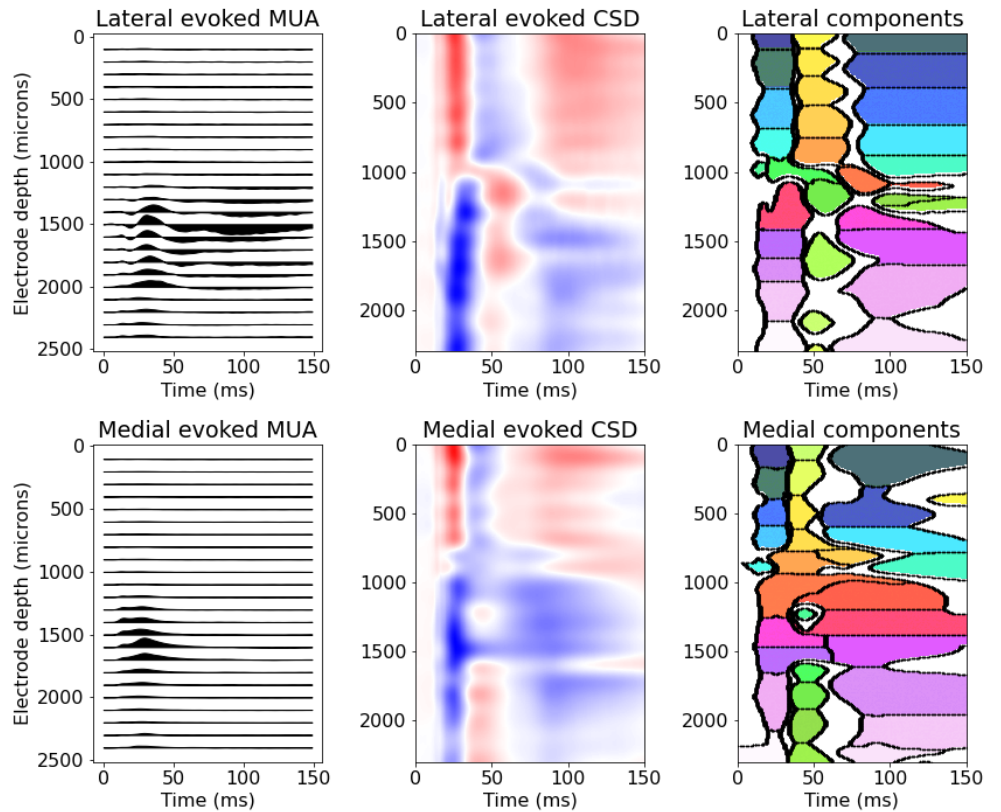 Lateral evoked MUA
Lateral evoked CSD
Lateral components
Electrode depth (microns)
0
500
1000
1500
2000
2500
0 50 100 150
Time (ms)
0
500
1000
1500
2000
0 50 100 150
Time (ms)
0
500
1000
1500
2000
0 50 100 150
Time (ms)
Medial evoked MUA
Medial evoked CSD
Medial components
Electrode depth (microns)
0
500
1000
1500
2000
2500
0 50 100 150
Time (ms)
0
500
1000
1500
2000
0 50 100 150
Time (ms)
0
500
1000
1500
2000
0 50 100 150
Time (ms)